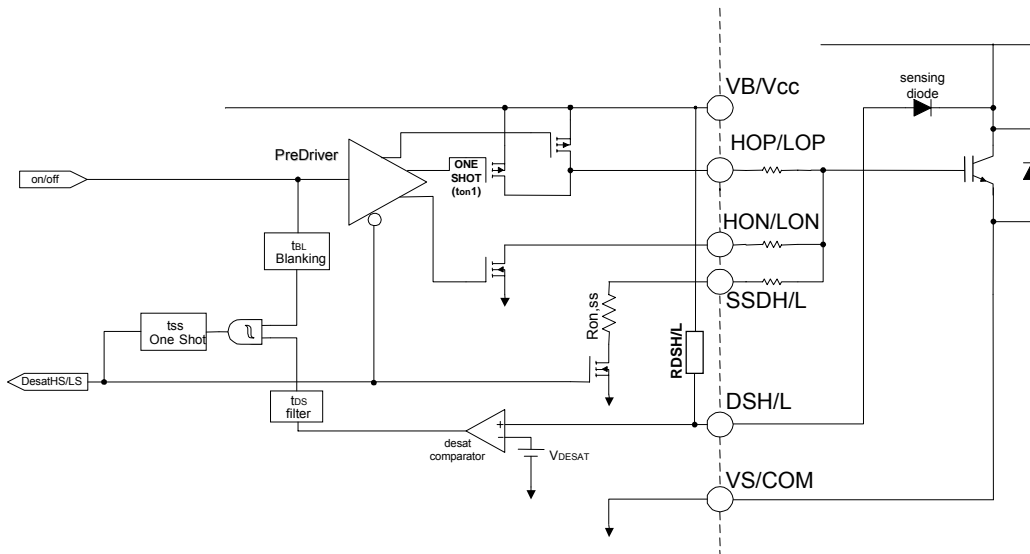 VB/Vcc
sensing
diode
HOP/LOP
PreDriver
ONE
SHOT
(ton1)
on/off
HON/LON
tBL
Blanking
SSDH/L
Ron,ss
tss
One Shot
RDSH/L
DesatHS/LS
tDS
filter
DSH/L
desat
comparator
+
-
VDESAT
VS/COM